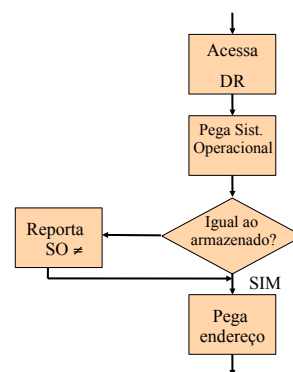 Acessa
DR
Pega Sist.
Operacional
Igual ao
armazenado?
Reporta
SO ≠
SIM
Pega
endereço